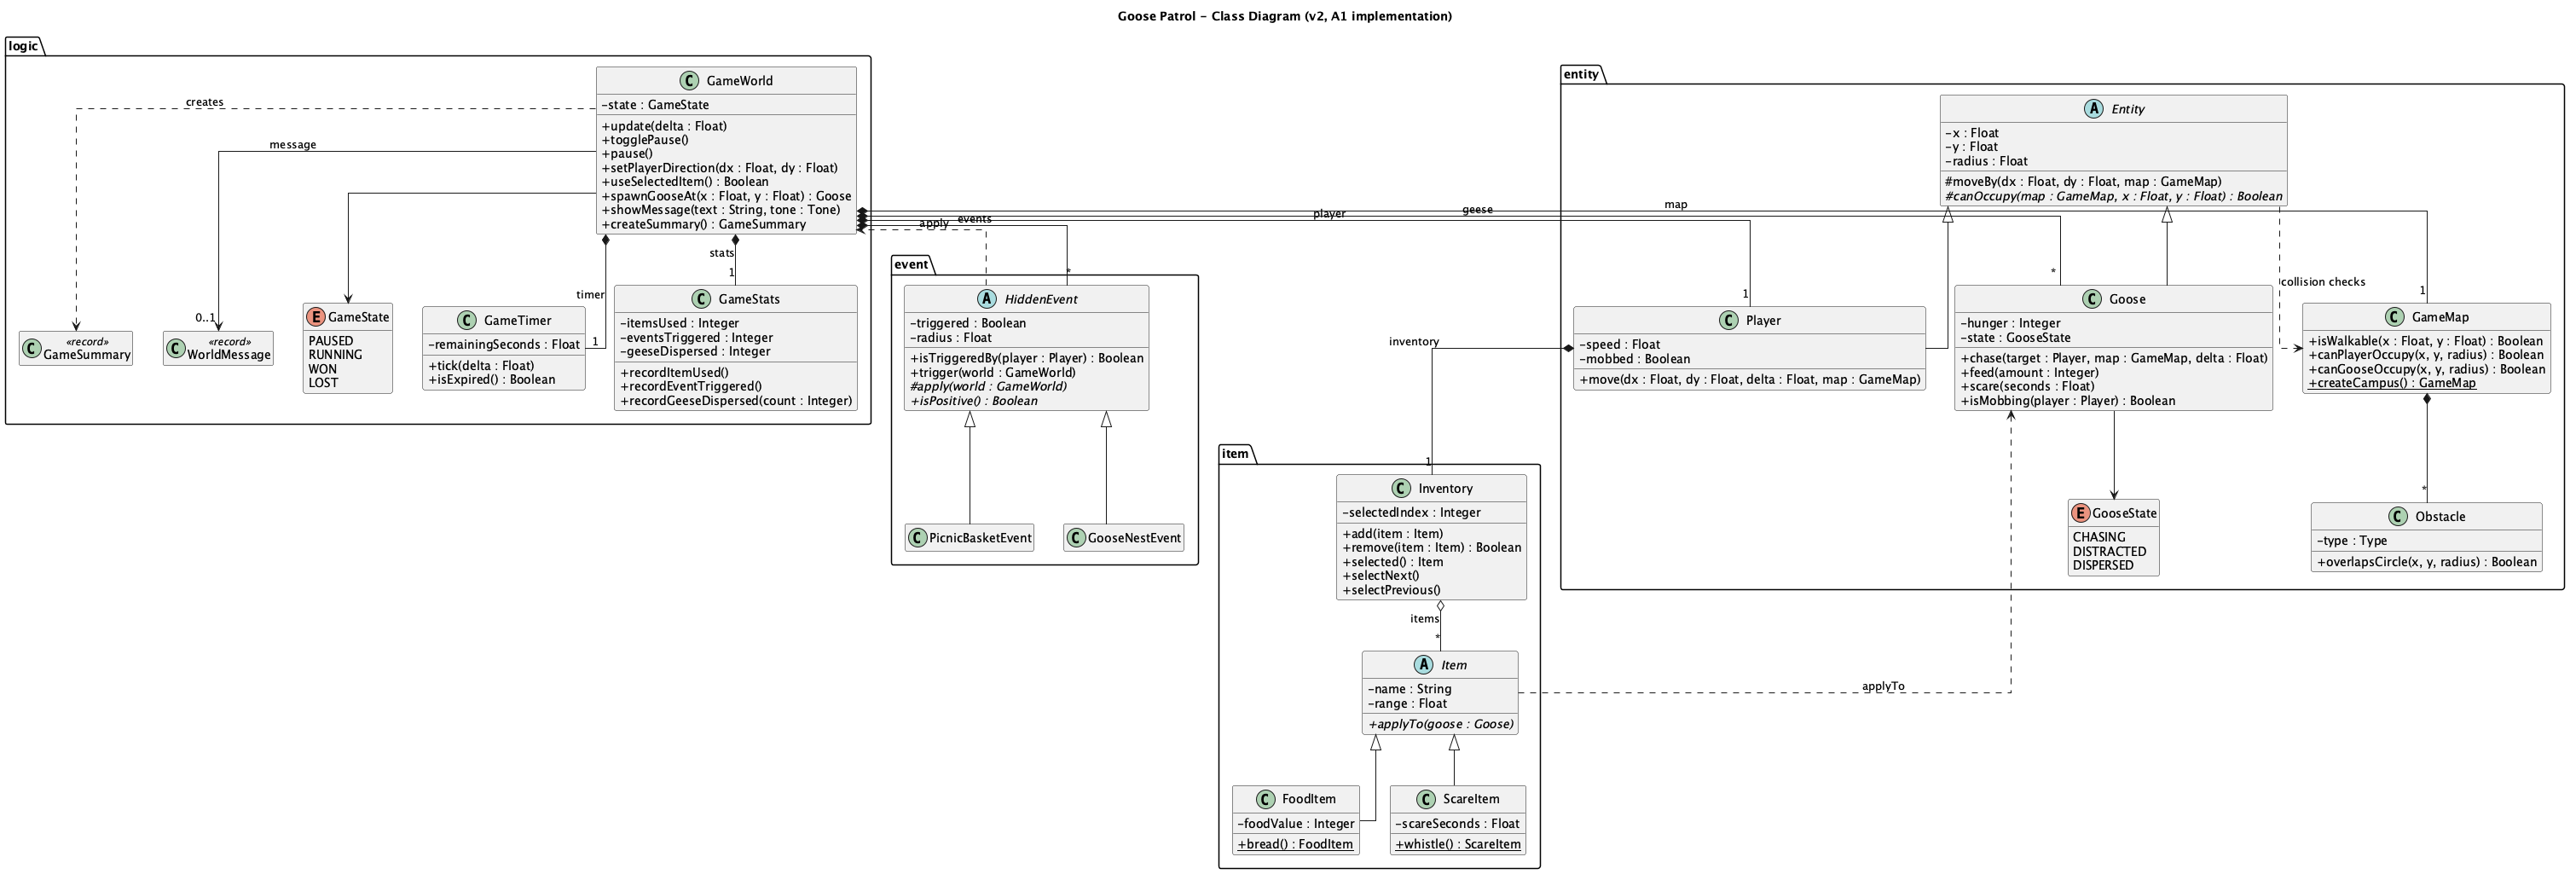 Goose Patrol - Class Diagram (v2, A1 implementation)
logic
C GameWorld
-state : GameState
+update(delta : Float)
+togglePause()
+pause()
+setPlayerDirection(dx : Float, dy : Float)
+useSelectedItem() : Boolean
+spawnGooseAt(x : Float, y : Float) : Goose
+showMessage(text : String, tone : Tone)
+createSummary() : GameSummary
creates
message
0..1
timer
1
stats
1
C «record»
GameSummary
C «record»
WorldMessage
E GameState
PAUSED
RUNNING
WON
LOST
C GameTimer
-remainingSeconds : Float
+tick(delta : Float)
+isExpired() : Boolean
C GameStats
-itemsUsed : Integer
-eventsTriggered : Integer
-geeseDispersed : Integer
+recordItemUsed()
+recordEventTriggered()
+recordGeeseDispersed(count : Integer)
apply
events
*
player
1
geese
*
map
1
event
A HiddenEvent
-triggered : Boolean
-radius : Float
+isTriggeredBy(player : Player) : Boolean
+trigger(world : GameWorld)
#apply(world : GameWorld)
+isPositive() : Boolean
C PicnicBasketEvent
C GooseNestEvent
entity
A Entity
-x : Float
-y : Float
-radius : Float
#moveBy(dx : Float, dy : Float, map : GameMap)
#canOccupy(map : GameMap, x : Float, y : Float) : Boolean
collision checks
C Player
-speed : Float
-mobbed : Boolean
+move(dx : Float, dy : Float, delta : Float, map : GameMap)
C Goose
-hunger : Integer
-state : GooseState
+chase(target : Player, map : GameMap, delta : Float)
+feed(amount : Integer)
+scare(seconds : Float)
+isMobbing(player : Player) : Boolean
C GameMap
+isWalkable(x : Float, y : Float) : Boolean
+canPlayerOccupy(x, y, radius) : Boolean
+canGooseOccupy(x, y, radius) : Boolean
+createCampus() : GameMap
E GooseState
CHASING
DISTRACTED
DISPERSED
*
C Obstacle
-type : Type
+overlapsCircle(x, y, radius) : Boolean
inventory
1
item
C Inventory
-selectedIndex : Integer
+add(item : Item)
+remove(item : Item) : Boolean
+selected() : Item
+selectNext()
+selectPrevious()
items
*
A Item
-name : String
-range : Float
+applyTo(goose : Goose)
applyTo
C FoodItem
-foodValue : Integer
+bread() : FoodItem
C ScareItem
-scareSeconds : Float
+whistle() : ScareItem